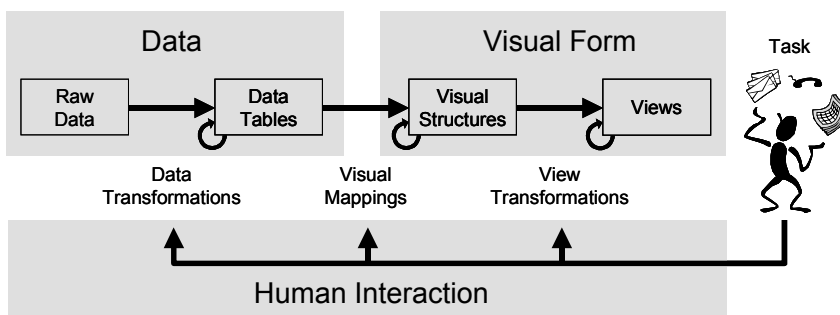 Data
Visual Form
Task
Raw
Data
Data
Tables
Visual
Structures
Views
Data
Transformations
Visual
Mappings
View
Transformations
Human Interaction